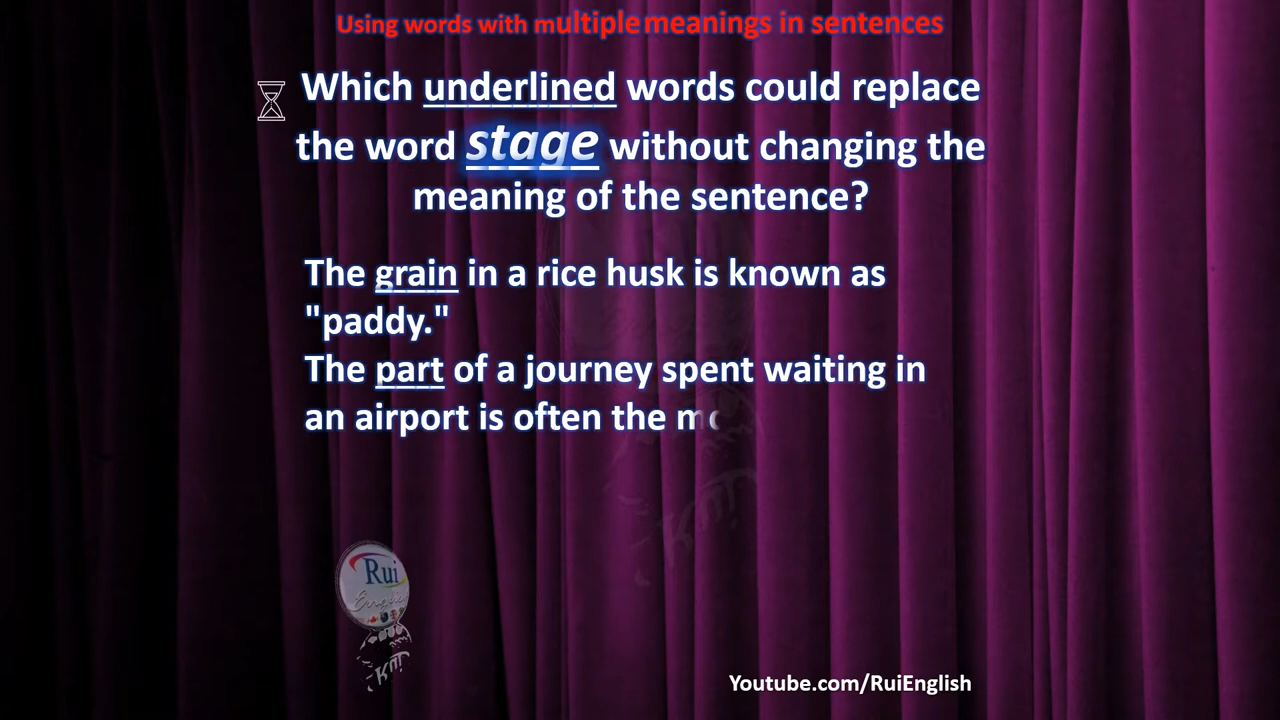 Using words with multiple meanings in sentences
Which underlined words could replace
the word stage without changing the
meaning of the sentence?
The grain in a rice husk is known as
"paddy."
The part of a journey spent waiting in
an airport is often the
Rui
English
Youtube.com/RuiEnglish